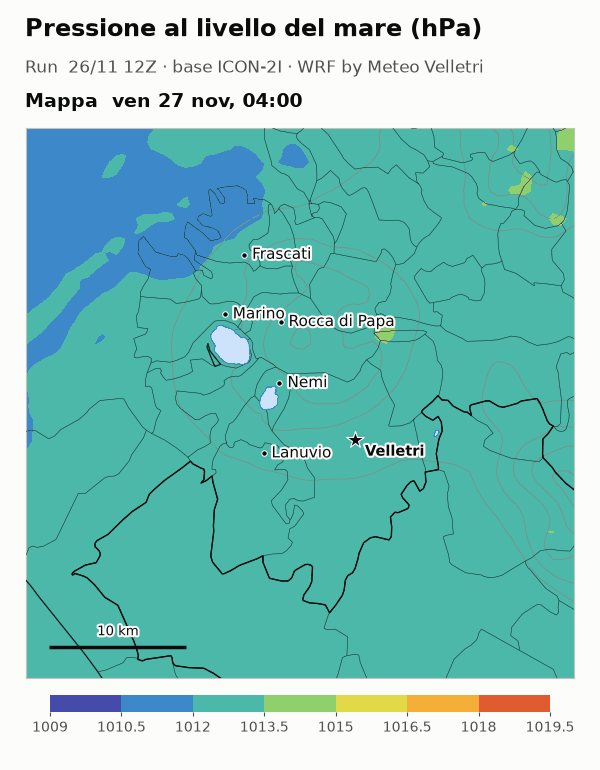 Pressione al livello del mare (hPa)
Run  26/11 12Z · base ICON-2I · WRF by Meteo Velletri
Mappa  ven 27 nov, 04:00
Frascati
Marino
Rocca di Papa
Nemi
Velletri
Lanuvio
10 km
1009 1010.5 1012 1013.5 1015 1016.5 1018 1019.5